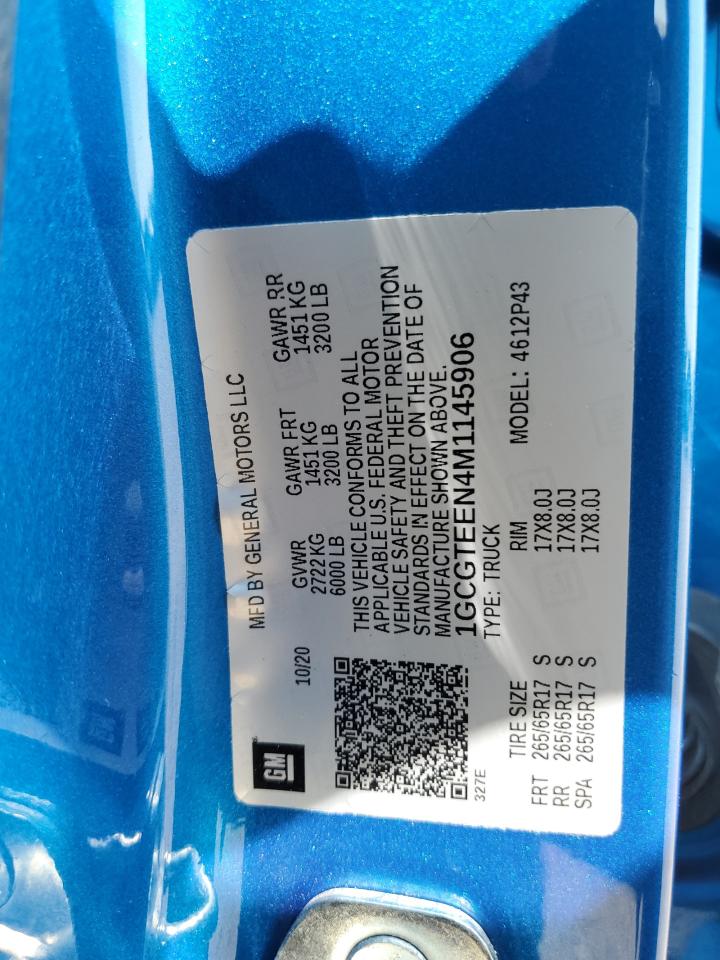 GM
MFD BY GENERAL MOTORS LLC
10/20
GVWR GAWR FRT GAWR RR
2722 KG 1451 KG 1451 KG
6000 LB 3200 LB 3200 LB
THIS VEHICLE CONFORMS TO ALL
APPLICABLE U.S. FEDERAL MOTOR
VEHICLE SAFETY AND THEFT PREVENTION
STANDARDS IN EFFECT ON THE DATE OF
MANUFACTURE SHOWN ABOVE.
1GCGTEEN4M1145906
327E
TYPE: TRUCK
TIRE SIZE RIM MODEL: 4612P43
FRT 265/65R17 S 17X8.0J
RR 265/65R17 S 17X8.0J
SPA 265/65R17 S 17X8.0J